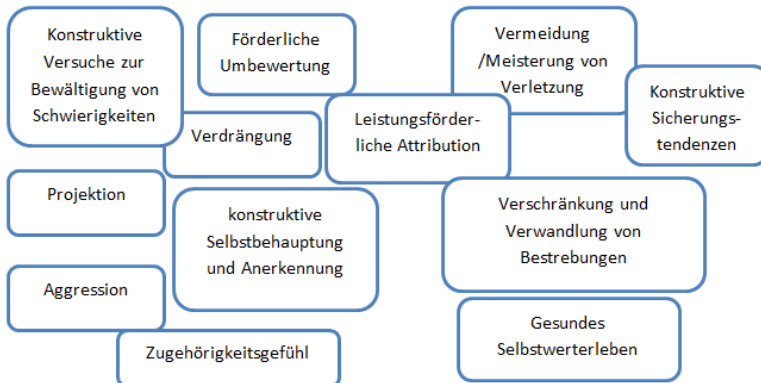 Konstruktive
Versuche zur
Bewältigung von
Schwierigkeiten
Förderliche
Umbewertung
Vermeidung
/Meisterung von
Verletzung
Konstruktive
Sicherungs-
tendenzen
Verdrängung
Leistungsförder-
liche Attribution
Projektion
konstruktive
Selbstbehauptung
und Anerkennung
Verschränkung und
Verwandlung von
Bestrebungen
Aggression
Gesundes
Selbstwerterleben
Zugehörigkeitsgefühl